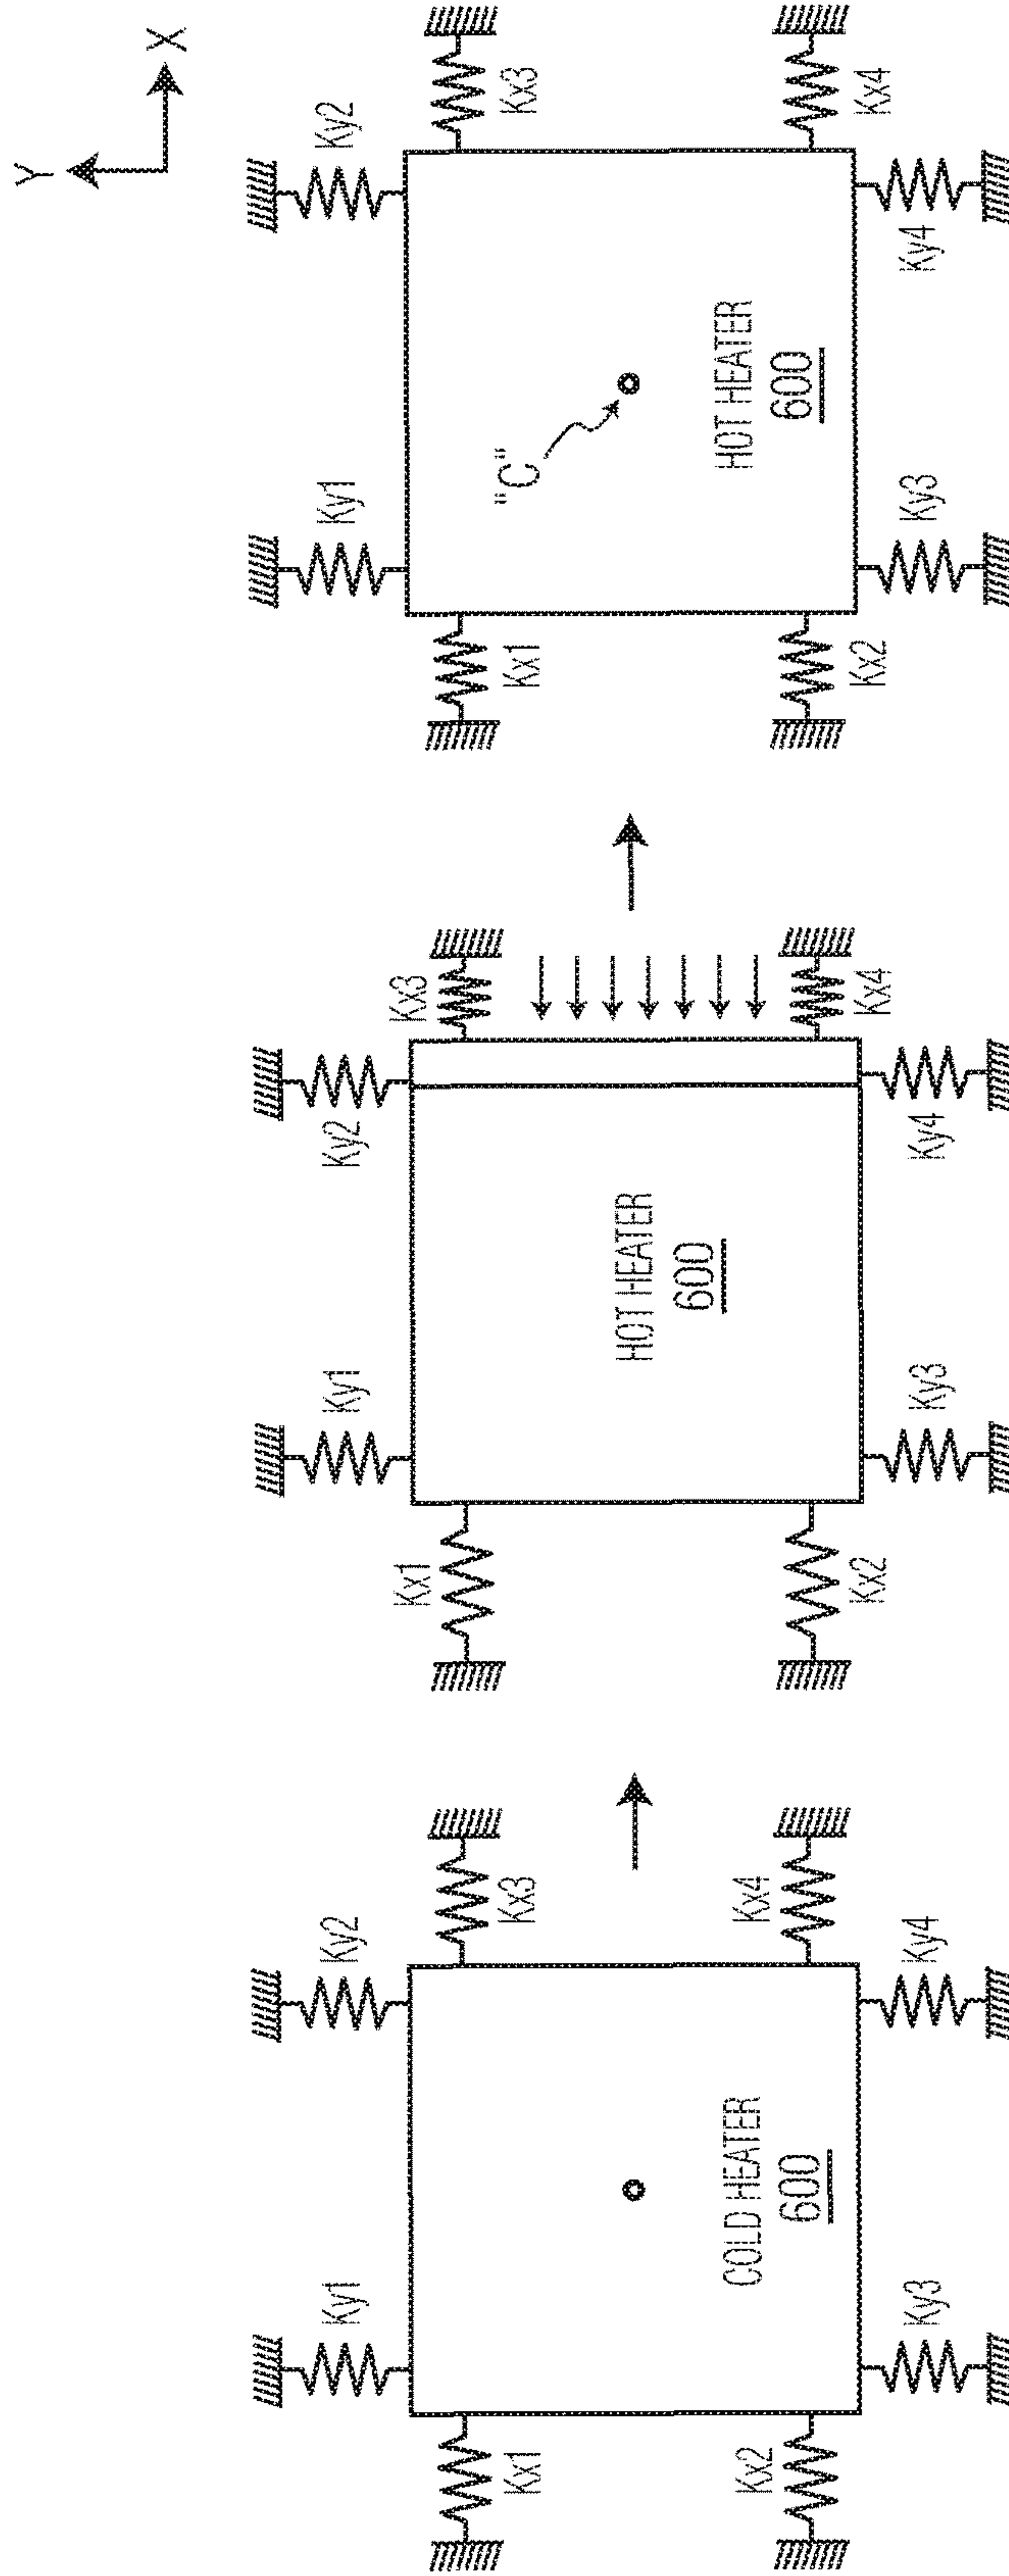 Ky1
Ky2
Kx1
Kx3
COLD HEATER
600
Kx2
Kx4
Ky3
Ky4
Ky1
Ky2
Kx1
Kx3
HOT HEATER
600
Kx2
Kx4
Ky3
Ky4
Y
X
Ky1
Ky2
Kx1
Kx3
"C"
HOT HEATER
600
Kx2
Kx4
Ky3
Ky4